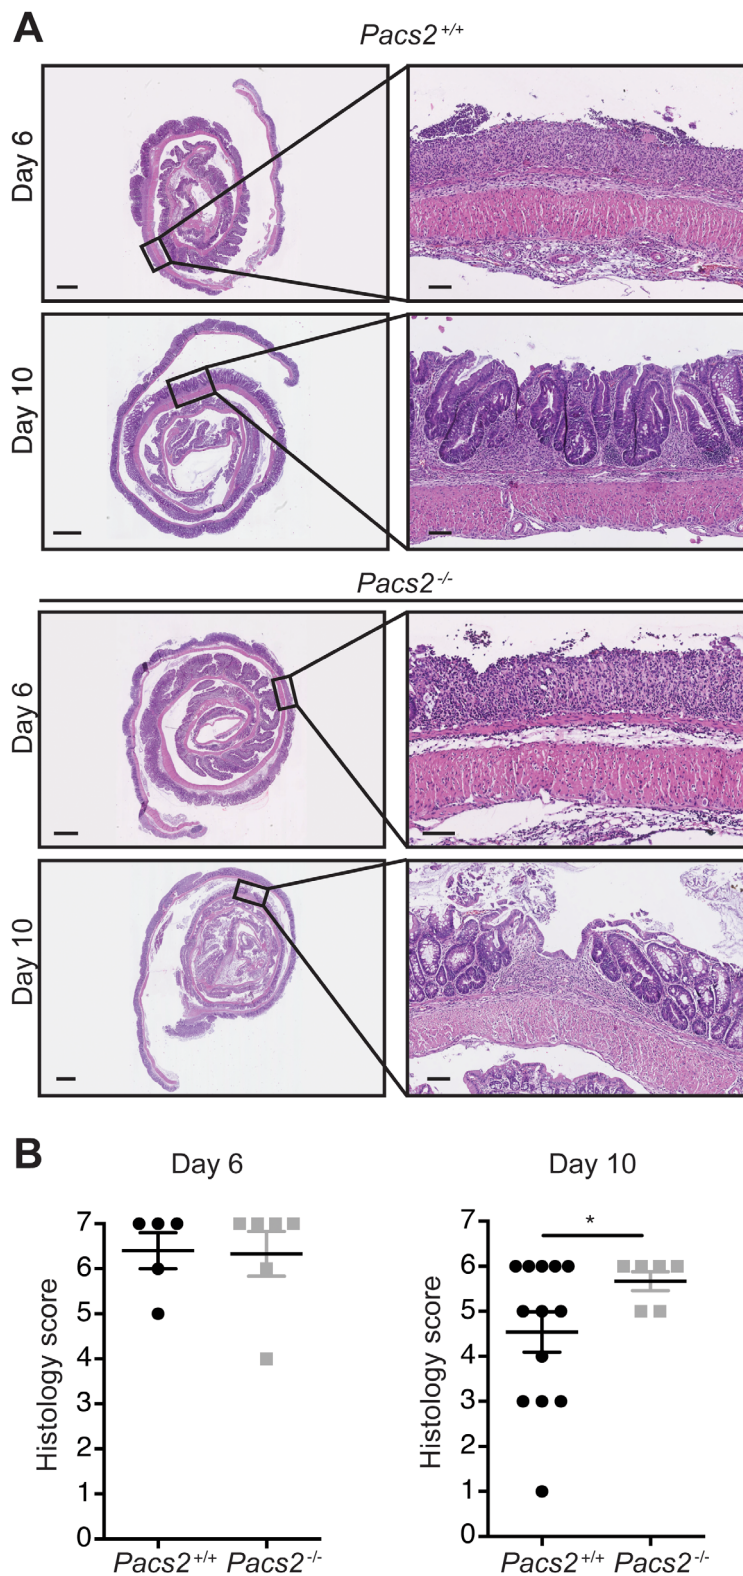 A
Pacs2+/+
Day 6
Day 10
Pacs2-/-
Day 6
Day 10
B
Day 6
Day 10
Histology score
7
6
5
4
3
2
1
0
Pacs2+/+ Pacs2-/-
Histology score
7
6
5
4
3
2
1
0
*
Pacs2+/+ Pacs2-/-